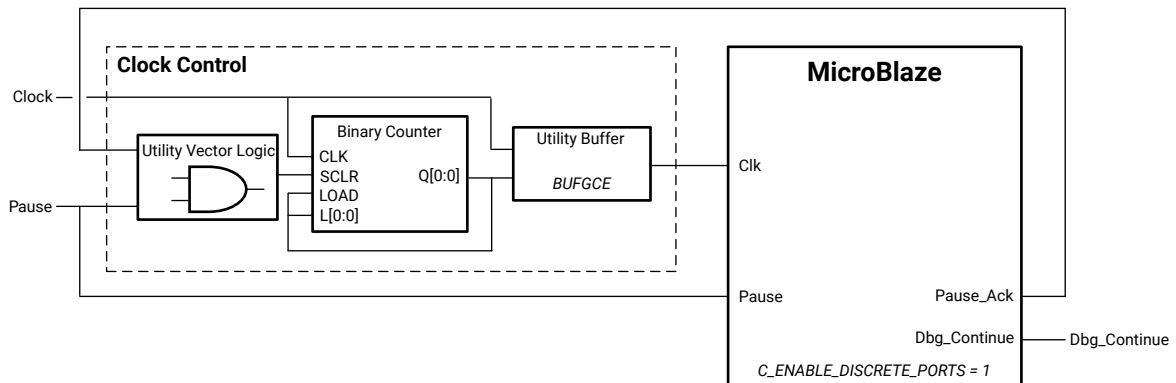 Clock Control
MicroBlaze
Clock
Binary Counter
Utility Buffer
Utility Vector Logic
CLK
SCLR
LOAD
L[0:0]
Q[0:0]
BUFGCE
Clk
Pause
Pause
Pause_Ack
Dbg_Continue
Dbg_Continue
C_ENABLE_DISCRETE_PORTS = 1